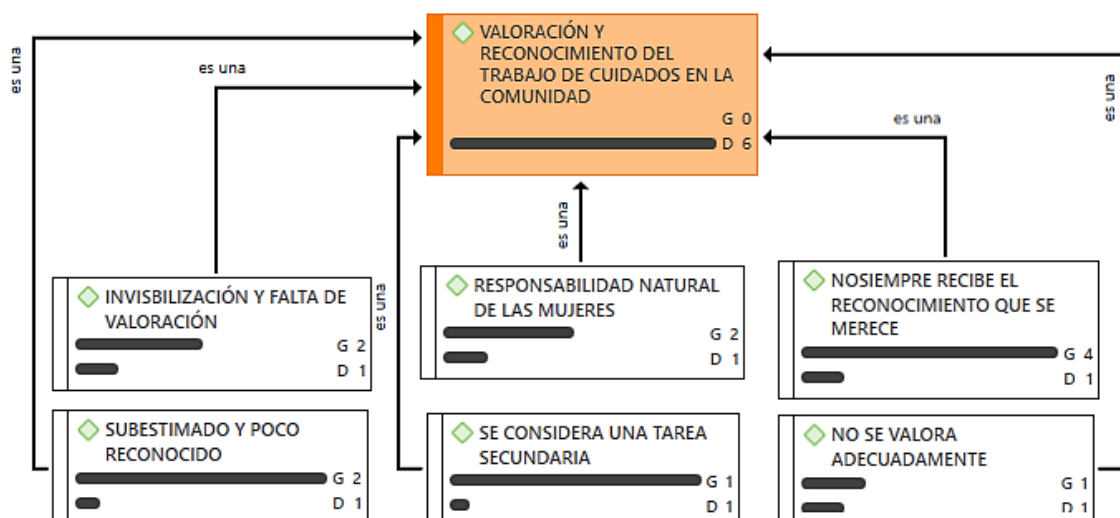 VALORACIÓN Y
RECONOCIMIENTO DEL
TRABAJO DE CUIDADOS EN LA
COMUNIDAD
G 0
D 6
es una
es una
es una
es una
es una
es una
INVISBILIZACIÓN Y FALTA DE
VALORACIÓN
G 2
D 1
RESPONSABILIDAD NATURAL
DE LAS MUJERES
G 2
D 1
NOSIEMPRE RECIBE EL
RECONOCIMIENTO QUE SE
MERECE
G 4
D 1
SUBESTIMADO Y POCO
RECONOCIDO
G 2
D 1
SE CONSIDERA UNA TAREA
SECUNDARIA
G 1
D 1
NO SE VALORA
ADECUADAMENTE
G 1
D 1